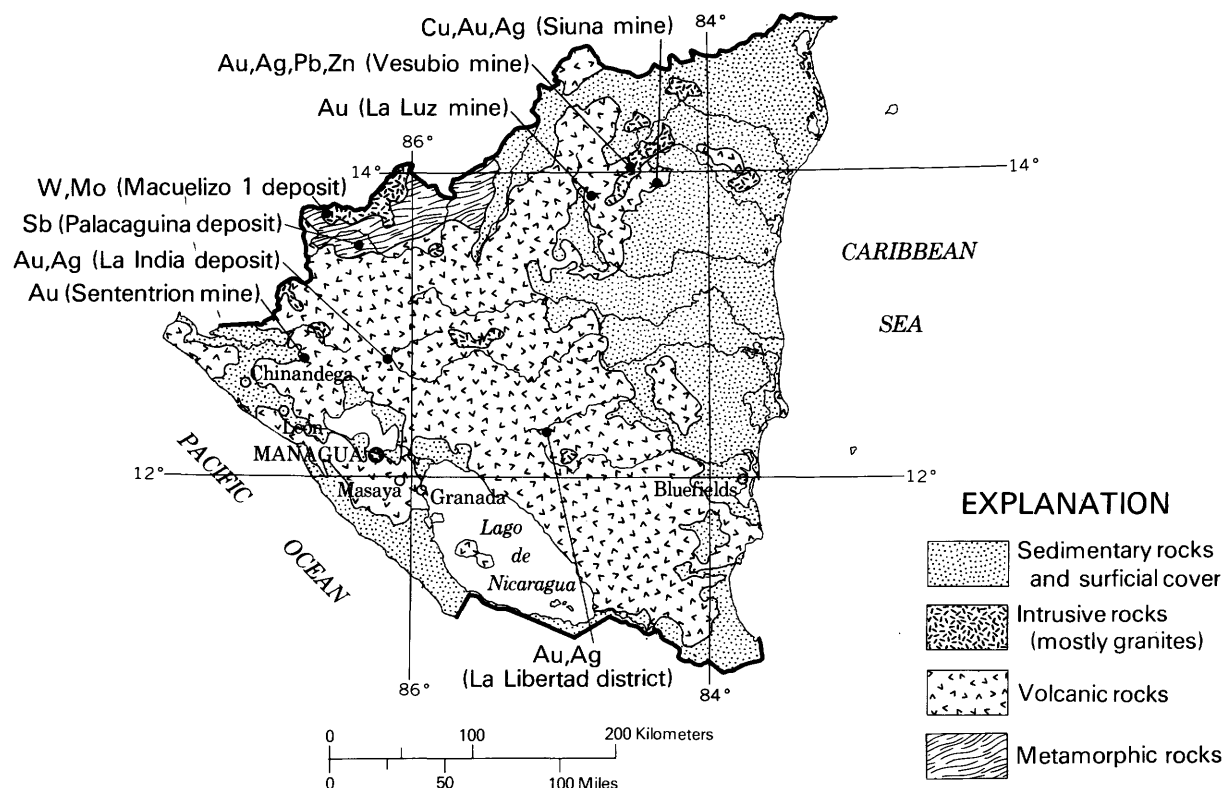 Cu,Au,Ag (Siuna mine)
84°
Au,Ag,Pb,Zn (Vesubio mine)
Au (La Luz mine)
86°
14°
14°
W,Mo (Macuelizo 1 deposit)
Sb (Palacaguina deposit)
Au,Ag (La India deposit)
Au (Sententrion mine)
CARIBBEAN
SEA
Chinandega
León
MANAGUA
PACIFIC
OCEAN
12°
12°
Masaya
Granada
Bluefields
Lago
de
Nicaragua
Au,Ag
(La Libertad district)
86°
84°
0 100 200 Kilometers
0 50 100 Miles
EXPLANATION
Sedimentary rocks
and surficial cover
Intrusive rocks
(mostly granites)
Volcanic rocks
Metamorphic rocks